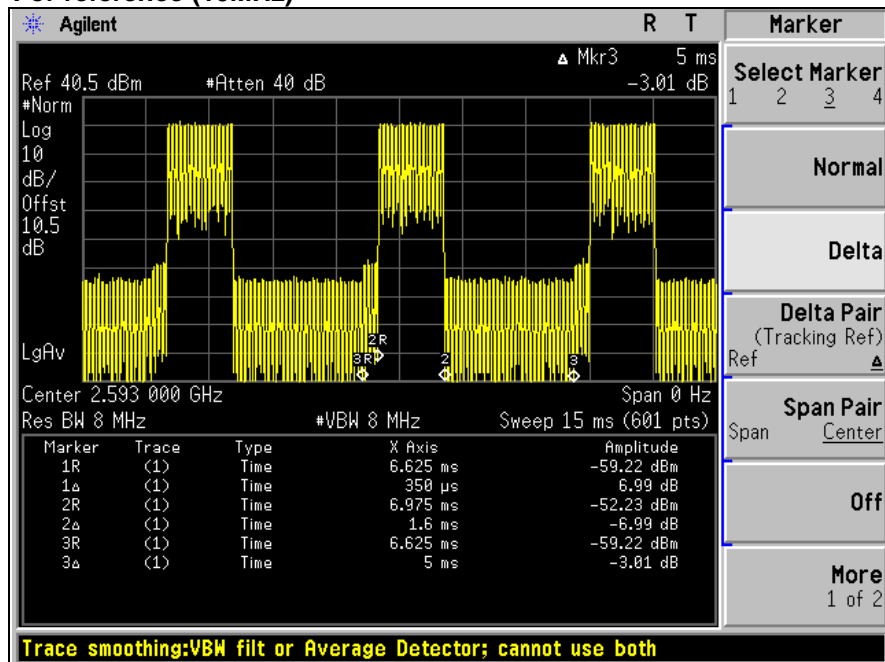 Agilent R T Marker
Δ Mkr3 5 ms
Ref 40.5 dBm #Atten 40 dB -3.01 dB
#Norm
Log
10
dB/
Offst
10.5
dB
LgAv
2R
3R 2 3
Center 2.593 000 GHz Span 0 Hz
Res BW 8 MHz #VBW 8 MHz Sweep 15 ms (601 pts)
Marker Trace Type X Axis Amplitude
1R (1) Time 6.625 ms -59.22 dBm
1Δ (1) Time 350 µs 6.99 dB
2R (1) Time 6.975 ms -52.23 dBm
2Δ (1) Time 1.6 ms -6.99 dB
3R (1) Time 6.625 ms -59.22 dBm
3Δ (1) Time 5 ms -3.01 dB
Select Marker
1 2 3 4
Normal
Delta
Delta Pair
(Tracking Ref)
Ref Δ
Span Pair
Span Center
Off
More
1 of 2
Trace smoothing:VBW filt or Average Detector; cannot use both